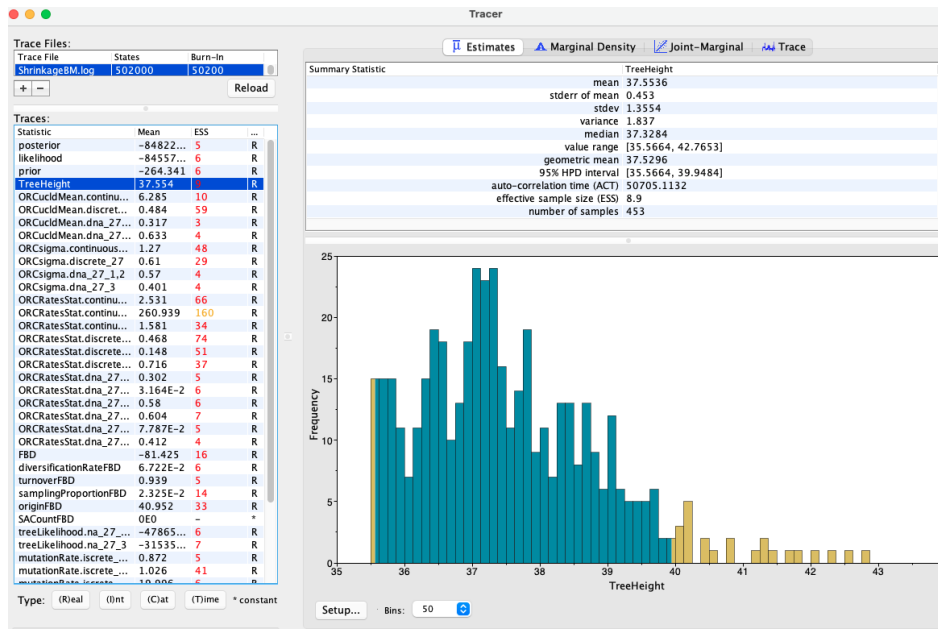 Tracer
Trace Files:
Trace File States Burn-In
ShrinkageBM.log 502000 50200
+ − Reload
Traces:
Statistic Mean ESS ...
posterior -84822... 5 R
likelihood -84557... 6 R
prior -264.341 6 R
TreeHeight 37.554 R
ORCucldMean.continu... 6.285 10 R
ORCucldMean.discret... 0.484 59 R
ORCucldMean.dna_27... 0.317 3 R
ORCucldMean.dna_27... 0.633 4 R
ORCsigma.continuous... 1.27 48 R
ORCsigma.discrete_27 0.61 29 R
ORCsigma.dna_27_1,2 0.57 4 R
ORCsigma.dna_27_3 0.401 4 R
ORCRatesStat.continu... 2.531 66 R
ORCRatesStat.continu... 260.939 160 R
ORCRatesStat.continu... 1.581 34 R
ORCRatesStat.discrete... 0.468 74 R
ORCRatesStat.discrete... 0.148 51 R
ORCRatesStat.discrete... 0.716 37 R
ORCRatesStat.dna_27... 0.302 5 R
ORCRatesStat.dna_27... 3.164E-2 6 R
ORCRatesStat.dna_27... 0.58 6 R
ORCRatesStat.dna_27... 0.604 7 R
ORCRatesStat.dna_27... 7.787E-2 5 R
ORCRatesStat.dna_27... 0.412 4 R
FBD -81.425 16 R
diversificationRateFBD 6.722E-2 6 R
turnoverFBD 0.939 5 R
samplingProportionFBD 2.325E-2 14 R
originFBD 40.952 33 R
SACountFBD 0E0 - *
treeLikelihood.na_27_... -47865... 6 R
treeLikelihood.na_27_3 -31535... 7 R
mutationRate.iscrete_... 0.872 5 R
mutationRate.iscrete_... 1.026 41 R
Type: (R)eal (I)nt (C)at (T)ime * constant
Estimates Marginal Density Joint-Marginal Trace
Summary Statistic TreeHeight
mean 37.5536
stderr of mean 0.453
stdev 1.3554
variance 1.837
median 37.3284
value range [35.5664, 42.7653]
geometric mean 37.5296
95% HPD interval [35.5664, 39.9484]
auto-correlation time (ACT) 50705.1132
effective sample size (ESS) 8.9
number of samples 453
25
20
15
10
5
0
Frequency
35 36 37 38 39 40 41 42 43
TreeHeight
Setup... Bins: 50